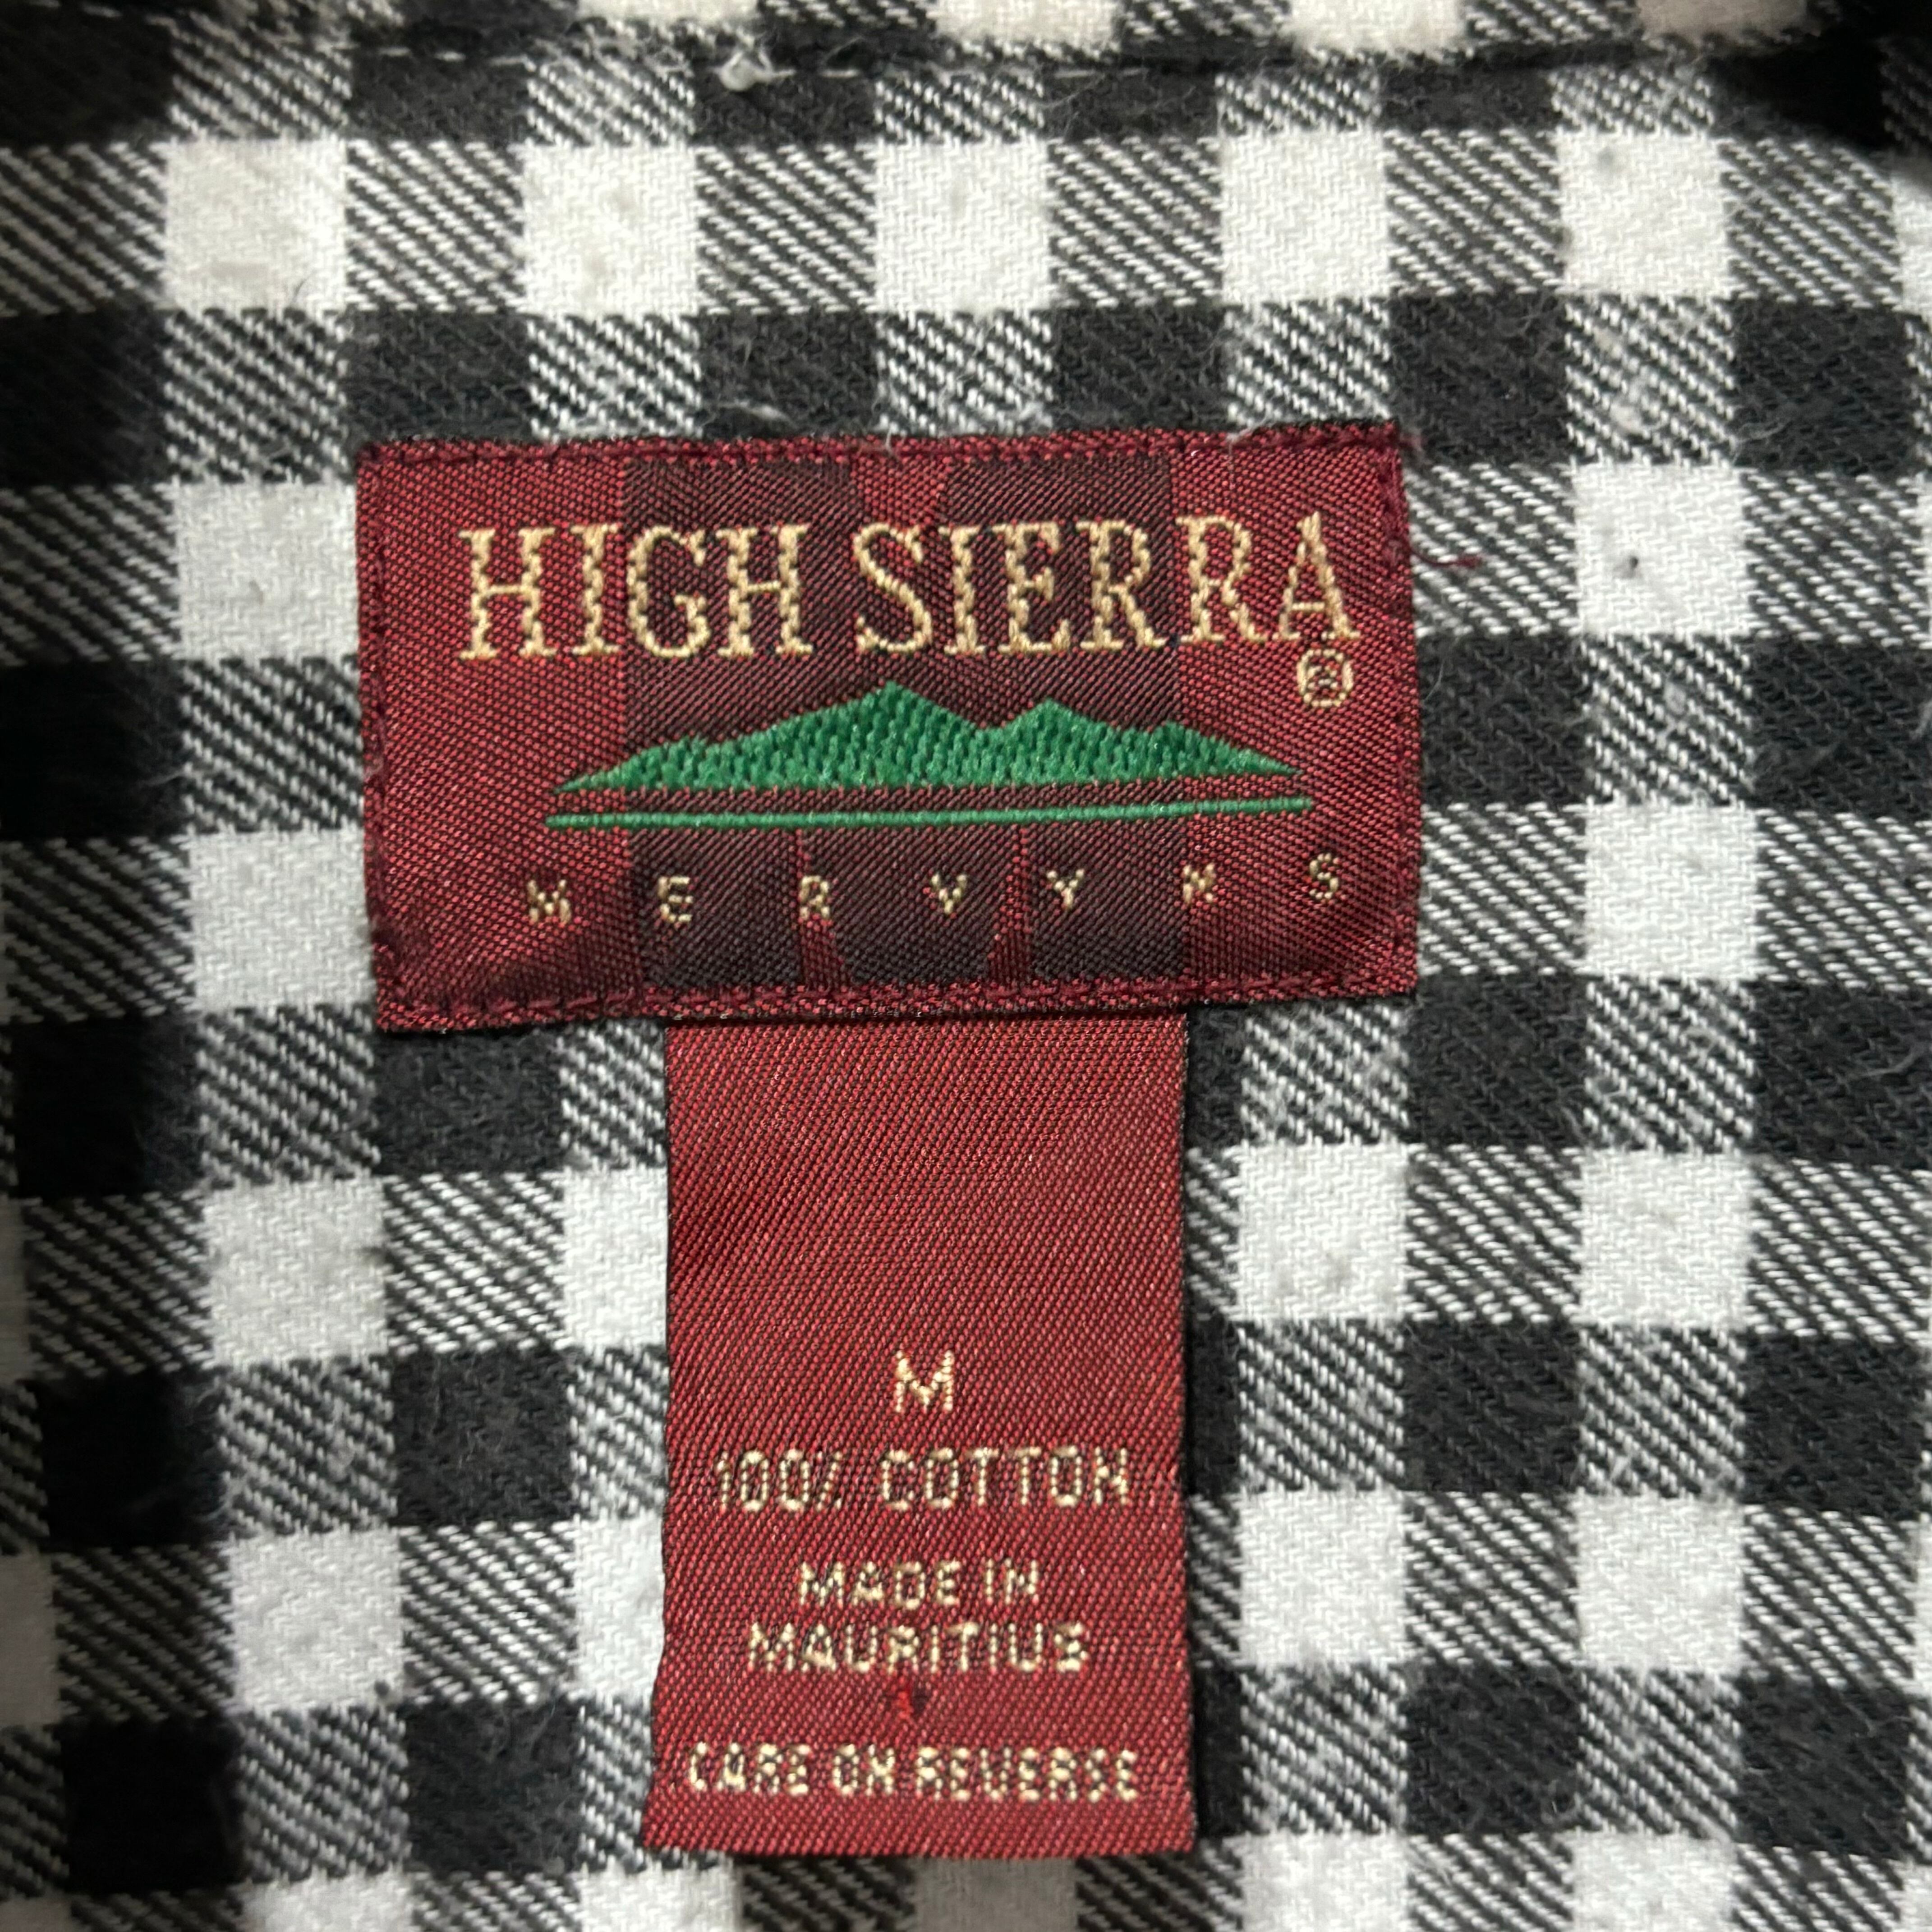 HIGH SIERRA
®
MERVYNS
M
100% COTTON
MADE IN
MAURITIUS
CARE ON REVERSE